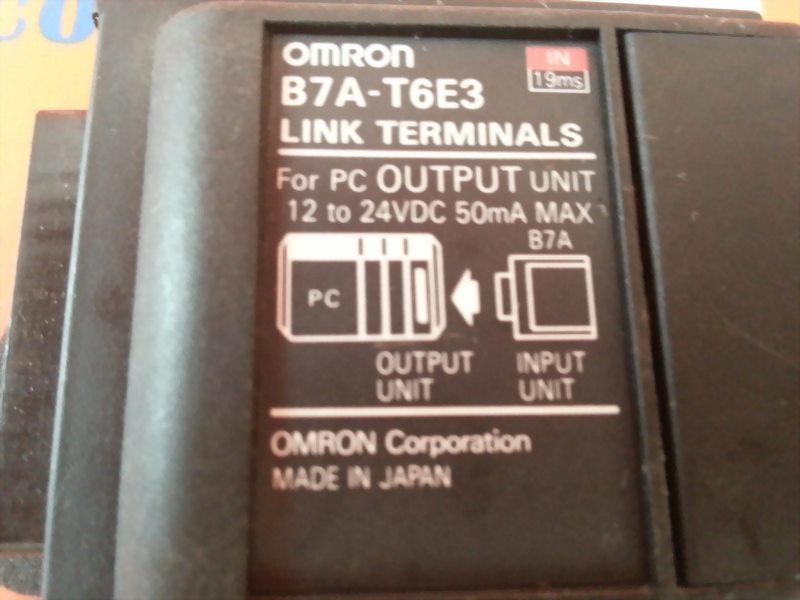 co
OMRON
IN
19ms
B7A-T6E3
LINK TERMINALS
For PC OUTPUT UNIT
12 to 24VDC 50mA MAX
B7A
PC
OUTPUT
UNIT
INPUT
UNIT
OMRON Corporation
MADE IN JAPAN